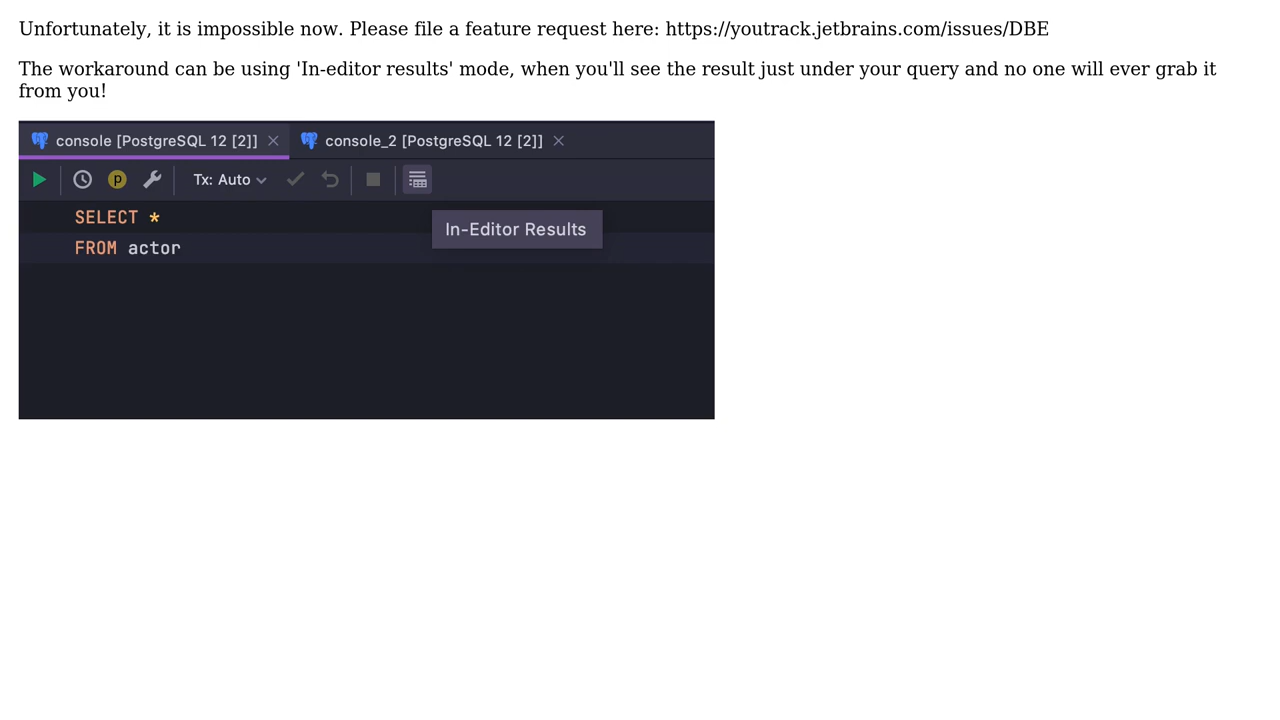 Unfortunately, it is impossible now. Please file a feature request here: https://youtrack.jetbrains.com/issues/DBE
The workaround can be using 'In-editor results' mode, when you'll see the result just under your query and no one will ever grab it
from you!
console [PostgreSQL 12 [2]] console_2 [PostgreSQL 12 [2]]
p Tx: Auto
SELECT *
In-Editor Results
FROM actor